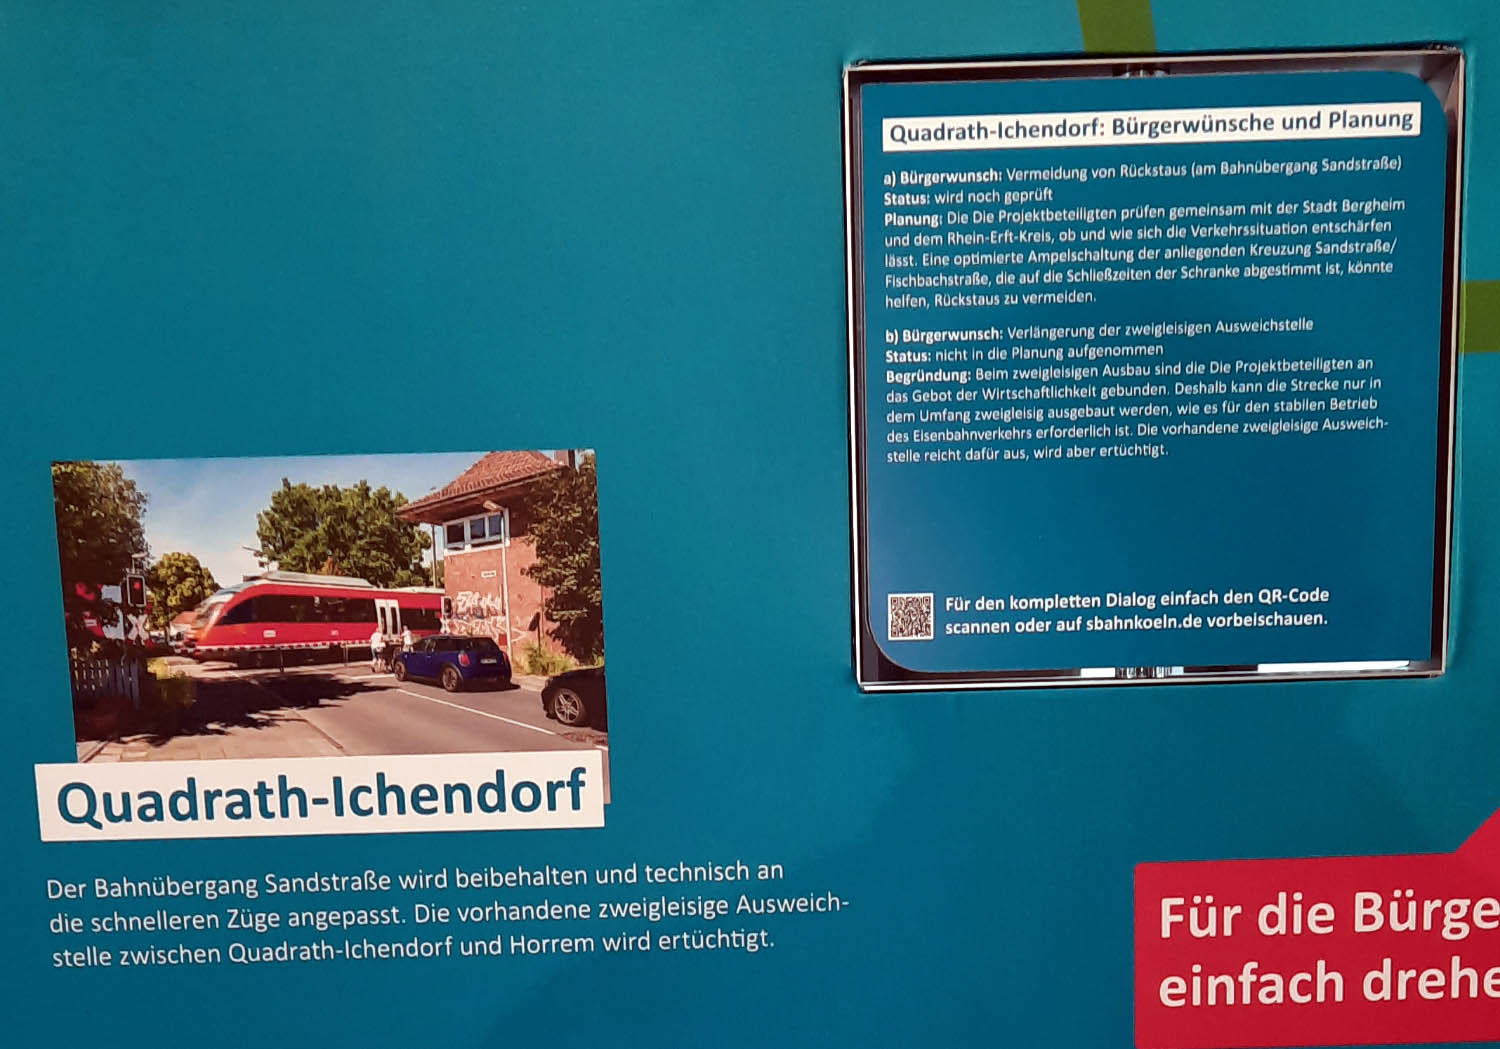 Quadrath-Ichendorf: Bürgerwünsche und Planung
a) Bürgerwunsch: Vermeidung von Rückstaus (am Bahnübergang Sandstraße)
Status: wird noch geprüft
Planung: Die Die Projektbeteiligten prüfen gemeinsam mit der Stadt Bergheim
und dem Rhein-Erft-Kreis, ob und wie sich die Verkehrssituation entschärfen
lässt. Eine optimierte Ampelschaltung der anliegenden Kreuzung Sandstraße/
Fischbachstraße, die auf die Schließzeiten der Schranke abgestimmt ist, könnte
helfen, Rückstaus zu vermeiden.
b) Bürgerwunsch: Verlängerung der zweigleisigen Ausweichstelle
Status: nicht in die Planung aufgenommen
Begründung: Beim zweigleisigen Ausbau sind die Die Projektbeteiligten an
das Gebot der Wirtschaftlichkeit gebunden. Deshalb kann die Strecke nur in
dem Umfang zweigleisig ausgebaut werden, wie es für den stabilen Betrieb
des Eisenbahnverkehrs erforderlich ist. Die vorhandene zweigleisige Ausweich-
stelle reicht dafür aus, wird aber ertüchtigt.
Für den kompletten Dialog einfach den QR-Code
scannen oder auf sbahnkoeln.de vorbeischauen.
Quadrath-Ichendorf
Der Bahnübergang Sandstraße wird beibehalten und technisch an
die schnelleren Züge angepasst. Die vorhandene zweigleisige Ausweich-
stelle zwischen Quadrath-Ichendorf und Horrem wird ertüchtigt.
Für die Bürge
einfach drehe